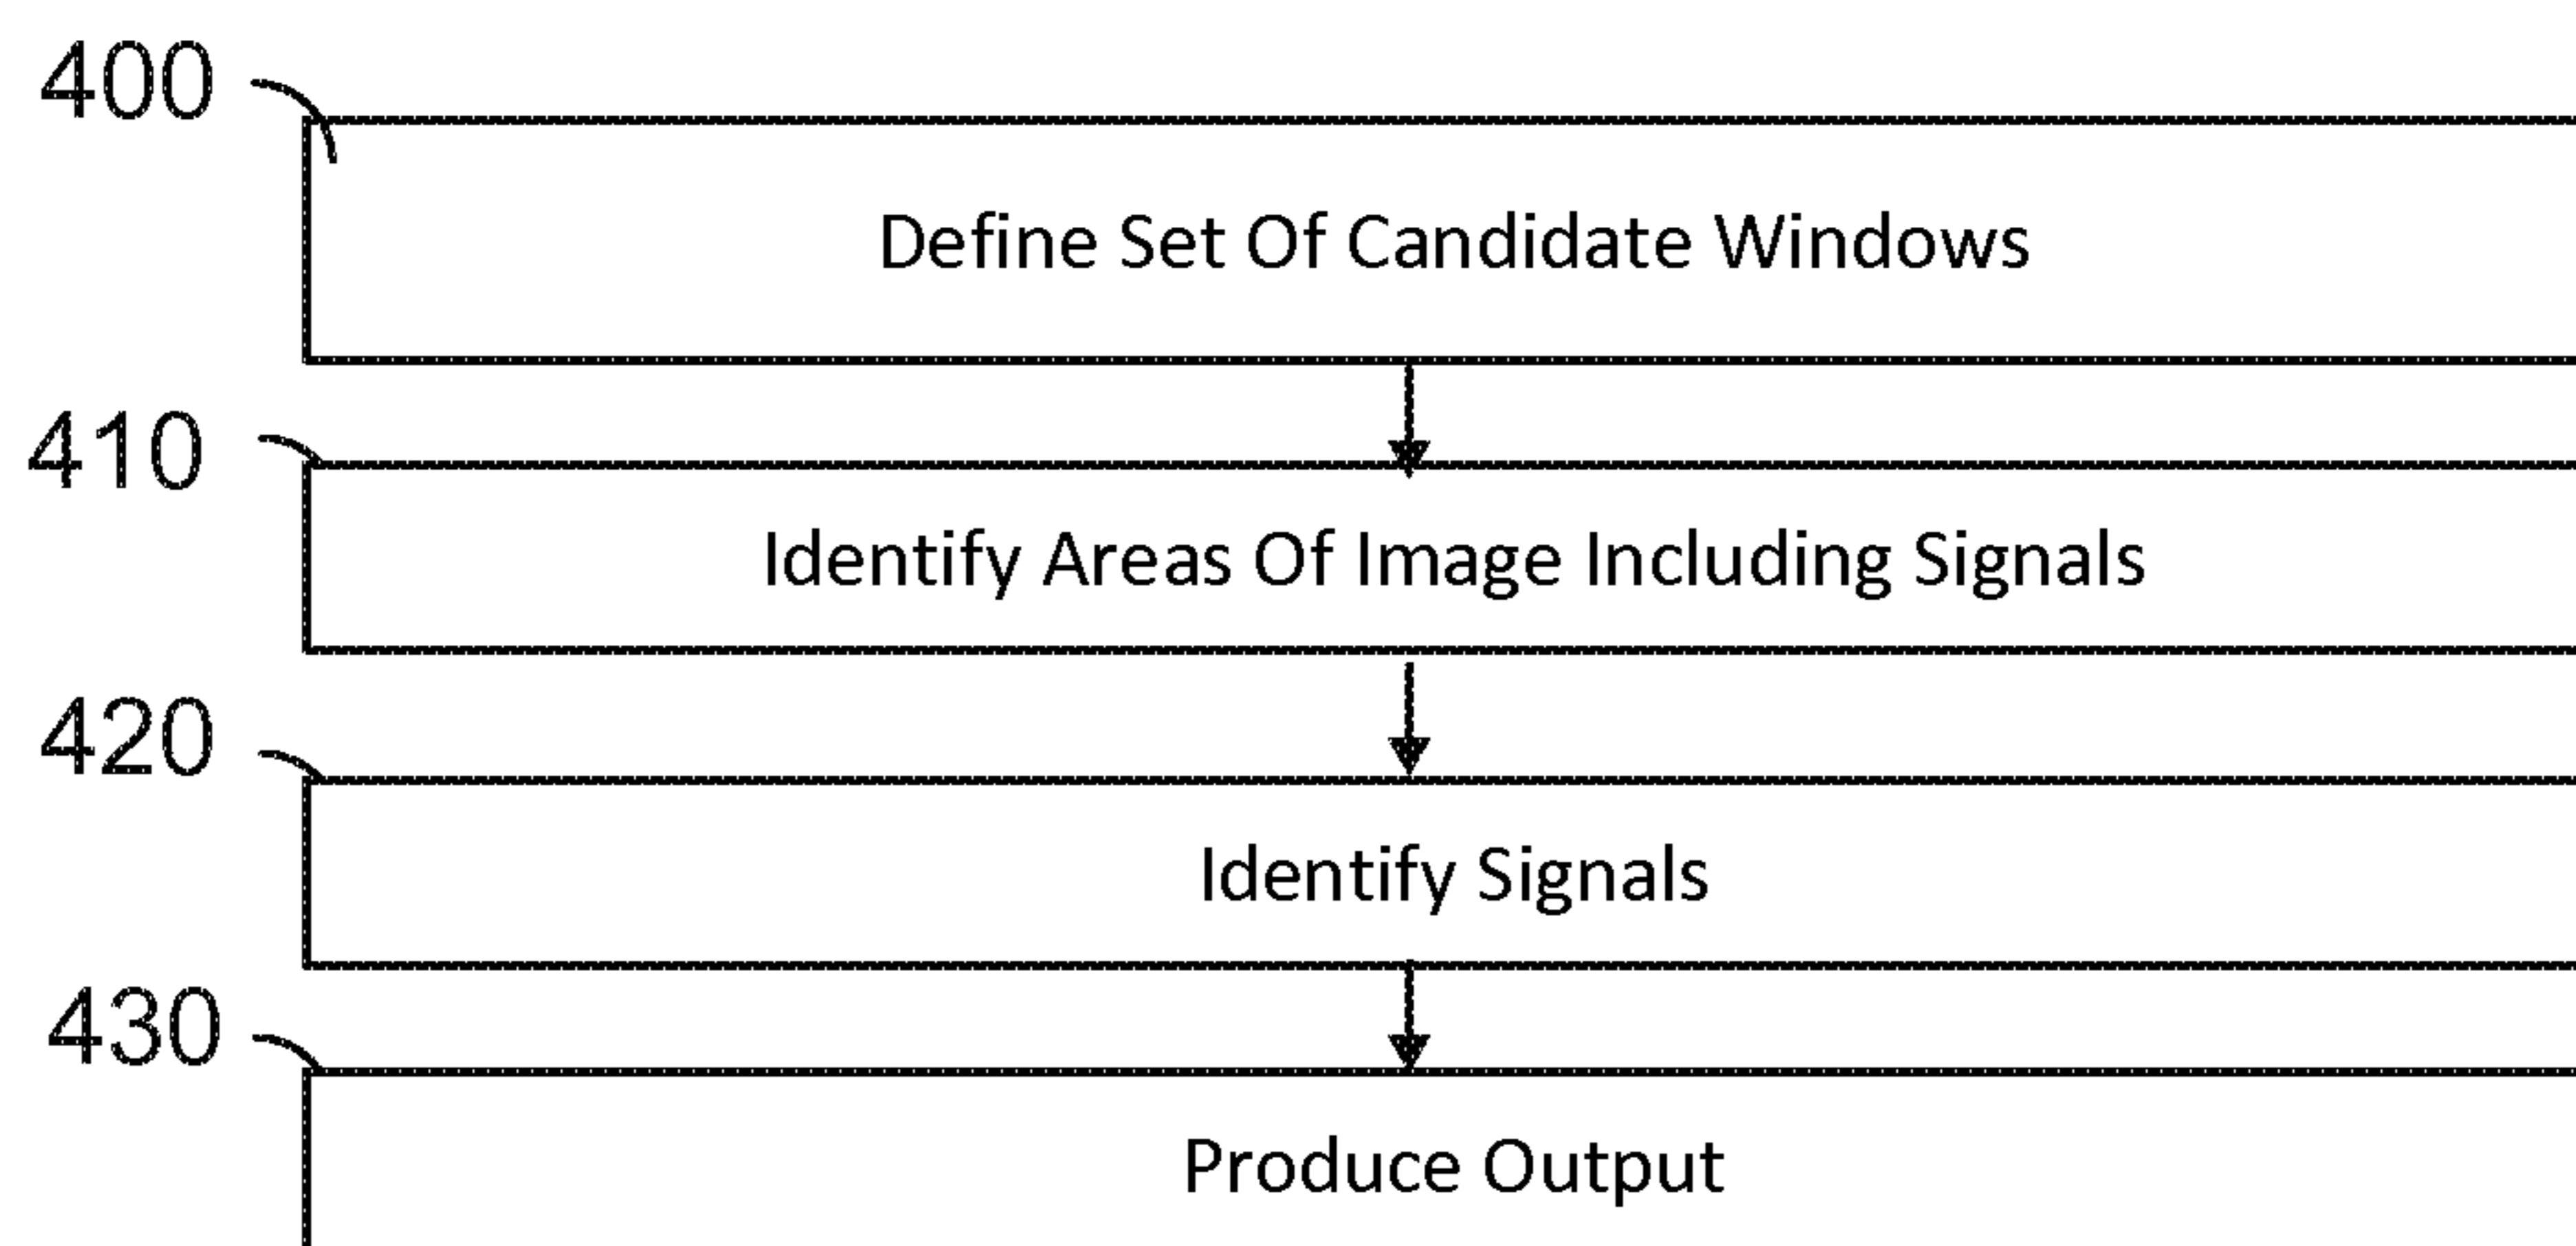 400
Define Set Of Candidate Windows
410
Identify Areas Of Image Including Signals
420
Identify Signals
430
Produce Output